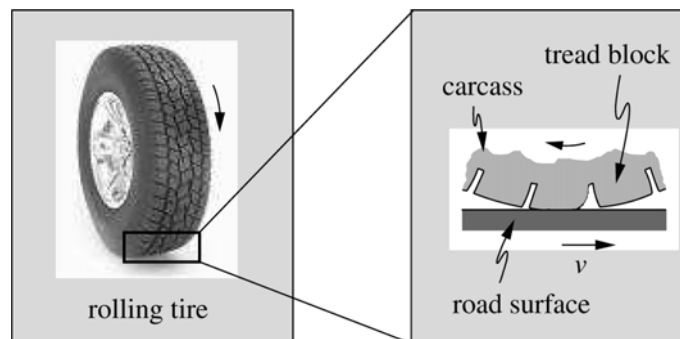 rolling tire
tread block
carcass
v
road surface